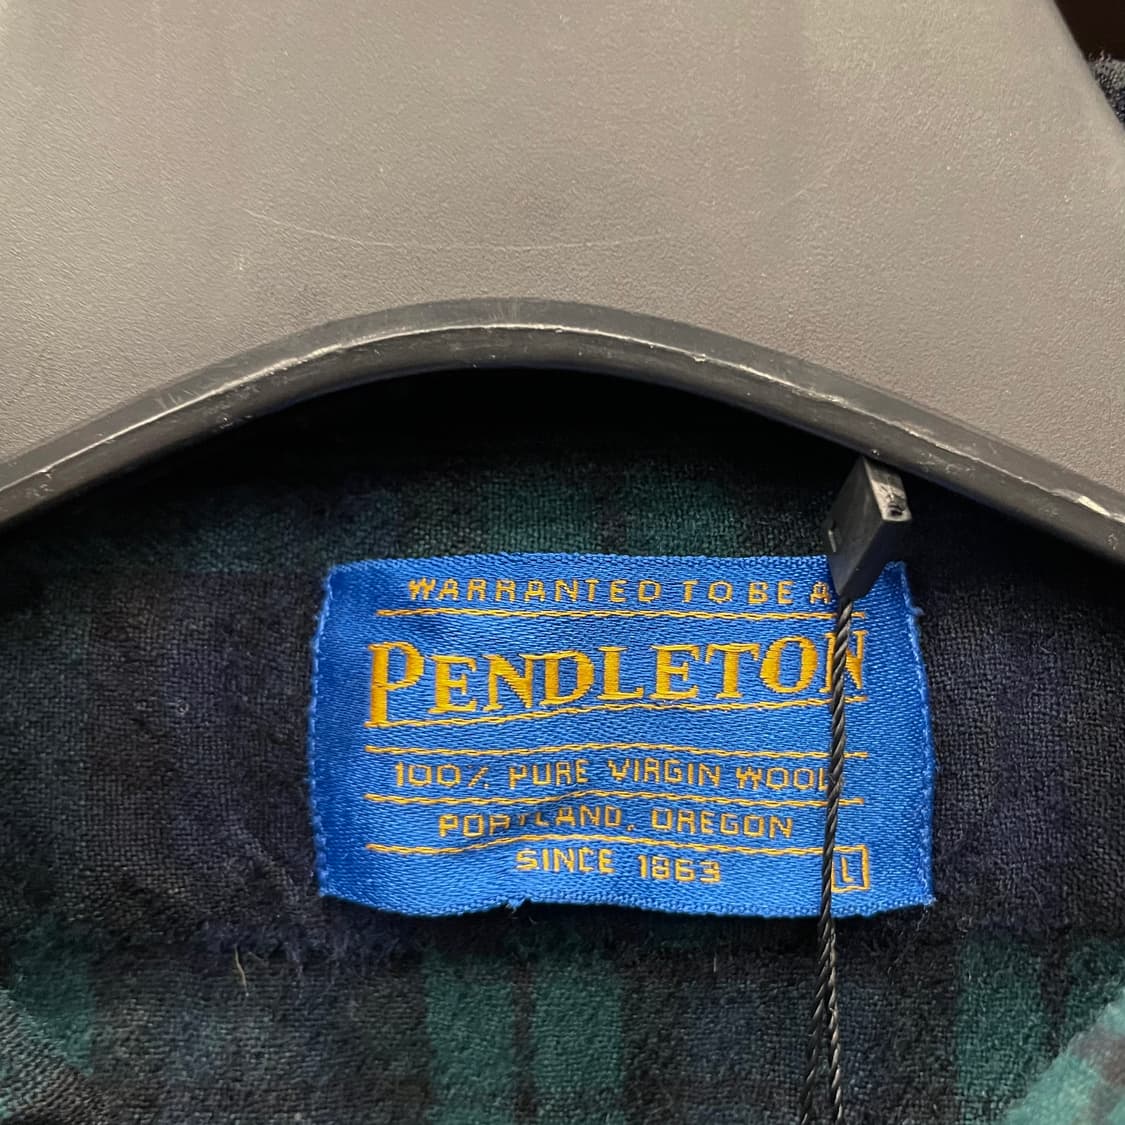 WARRANTED TO BE A
PENDLETON
100% PURE VIRGIN WOOL
PORTLAND, OREGON
SINCE 1863
L